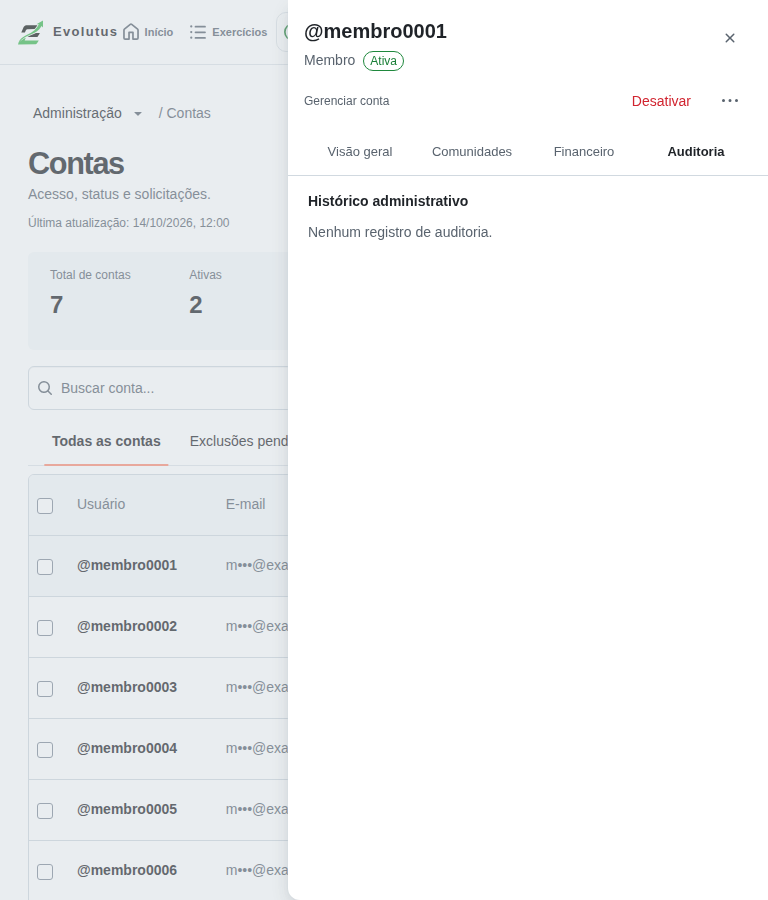 Evolutus
Início
Exercícios
Administração
/ Contas
Contas
Acesso, status e solicitações.
Última atualização: 14/10/2026, 12:00
Total de contas
Ativas
7
2
Buscar conta...
Todas as contas
Exclusões pend
Usuário
E-mail
@membro0001
m•••@exa
@membro0002
m•••@exa
@membro0003
m•••@exa
@membro0004
m•••@exa
@membro0005
m•••@exa
@membro0006
m•••@exa
@membro0001
Membro
Ativa
Gerenciar conta
Desativar
Visão geral
Comunidades
Financeiro
Auditoria
Histórico administrativo
Nenhum registro de auditoria.